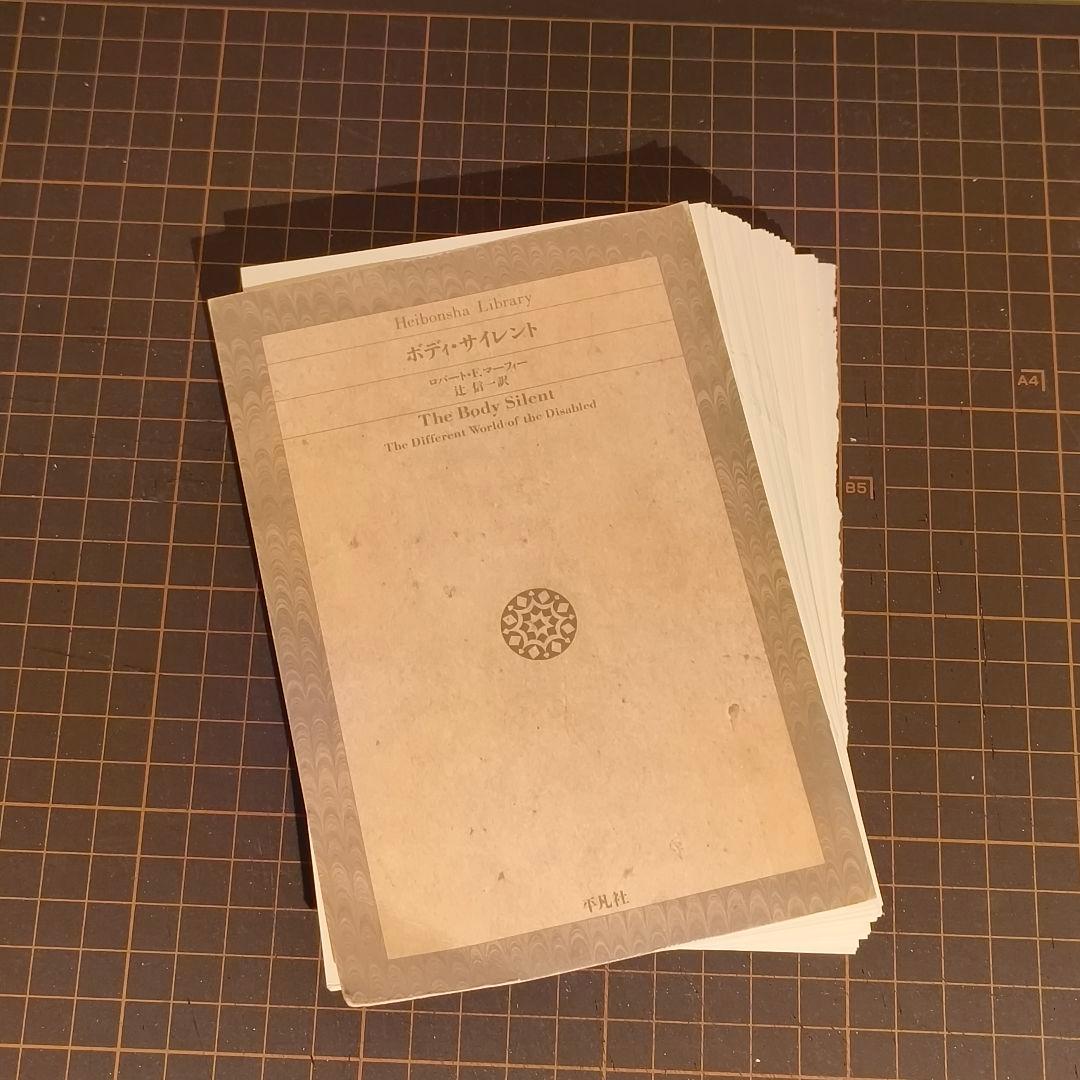 Heibonsha Library
ボディ・サイレント
ロバート・F.マーフィー
辻 信一訳
The Body Silent
The Different World of the Disabled
平凡社
A4
B5